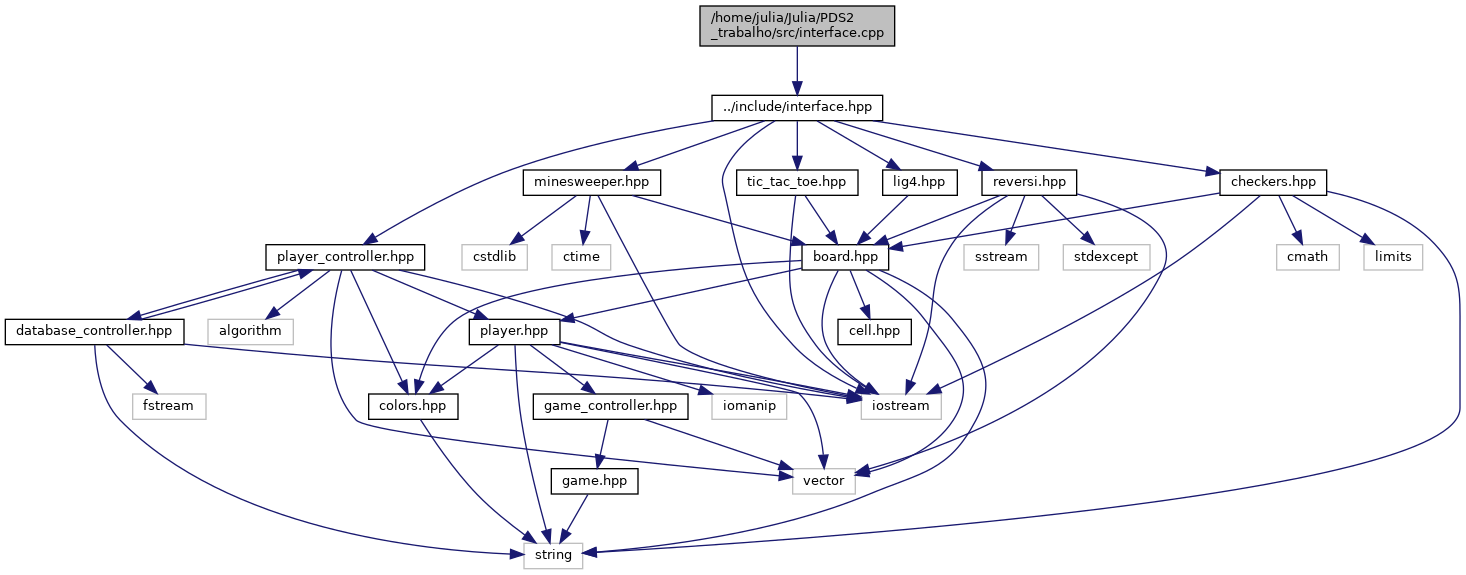 /home/julia/Julia/PDS2
_trabalho/src/interface.cpp
../include/interface.hpp
minesweeper.hpp
tic_tac_toe.hpp
lig4.hpp
reversi.hpp
checkers.hpp
player_controller.hpp
cstdlib
ctime
board.hpp
sstream
stdexcept
cmath
limits
database_controller.hpp
algorithm
player.hpp
cell.hpp
fstream
colors.hpp
game_controller.hpp
iomanip
iostream
game.hpp
vector
string